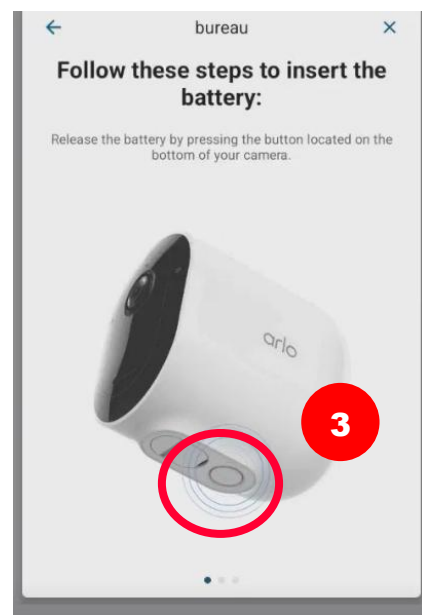 bureau
Follow these steps to insert the
battery:
Release the battery by pressing the button located on the
bottom of your camera.
arlo
3